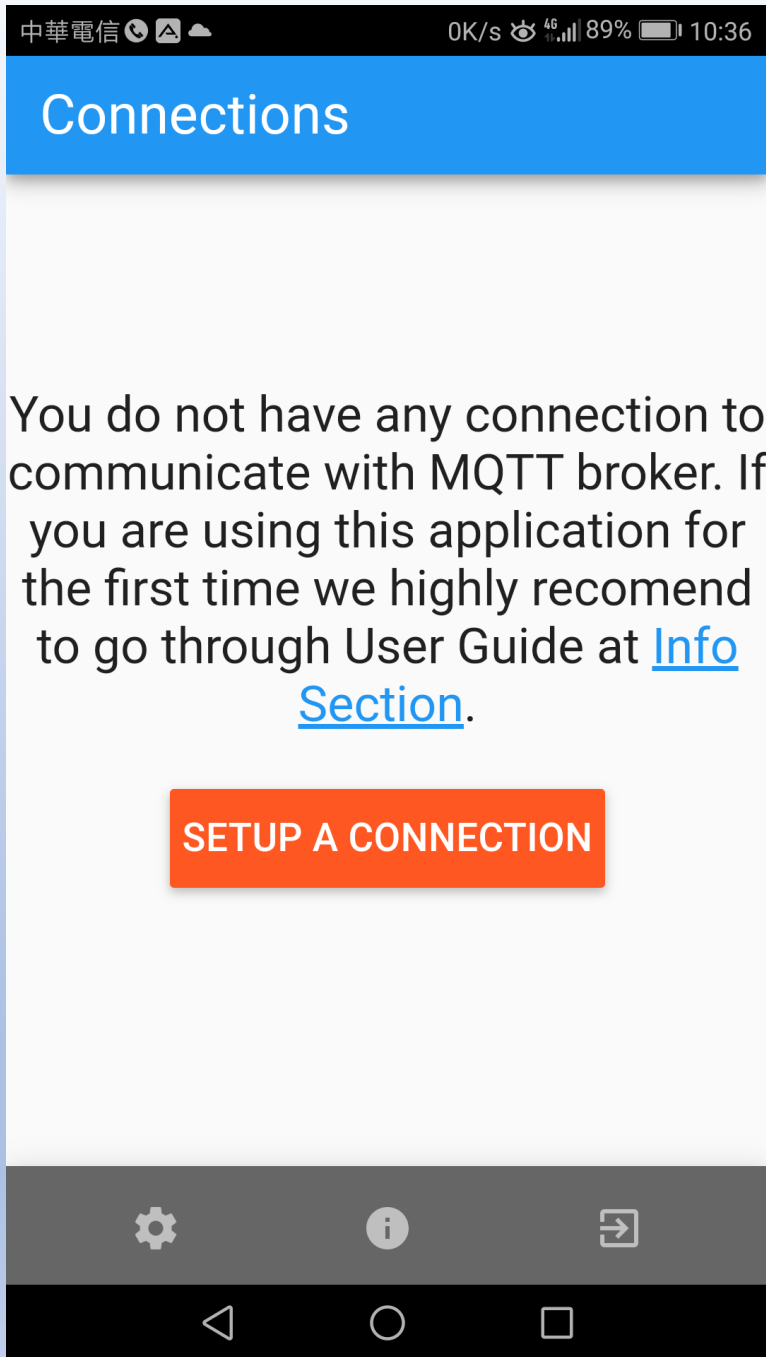 中華電信 0K/s 4G 89% 10:36
Connections
You do not have any connection to
communicate with MQTT broker. If
you are using this application for
the first time we highly recomend
to go through User Guide at Info
Section.
SETUP A CONNECTION